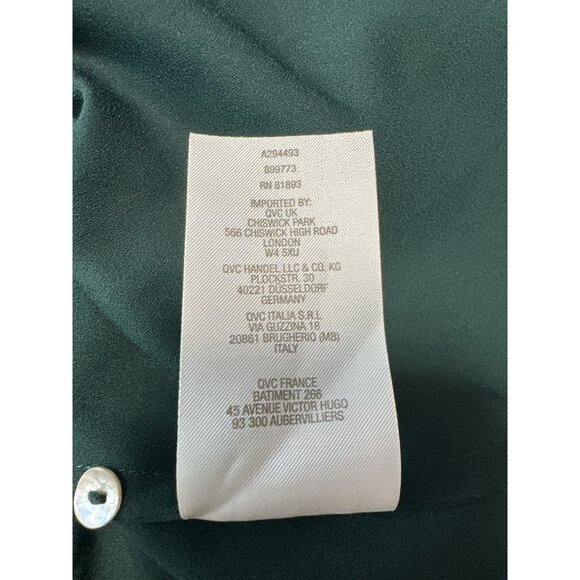 A294493
899773
RN 81893
IMPORTED BY:
QVC UK
CHISWICK PARK
566 CHISWICK HIGH ROAD
LONDON
W4 5XU
QVC HANDEL LLC & CO. KG
PLOCKSTR. 30
40221 DÜSSELDORF
GERMANY
QVC ITALIA S.R.L
VIA GUZZINA 18
20861 BRUGHERIO (MB)
ITALY
QVC FRANCE
BATIMENT 266
45 AVENUE VICTOR HUGO
93 300 AUBERVILLIERS